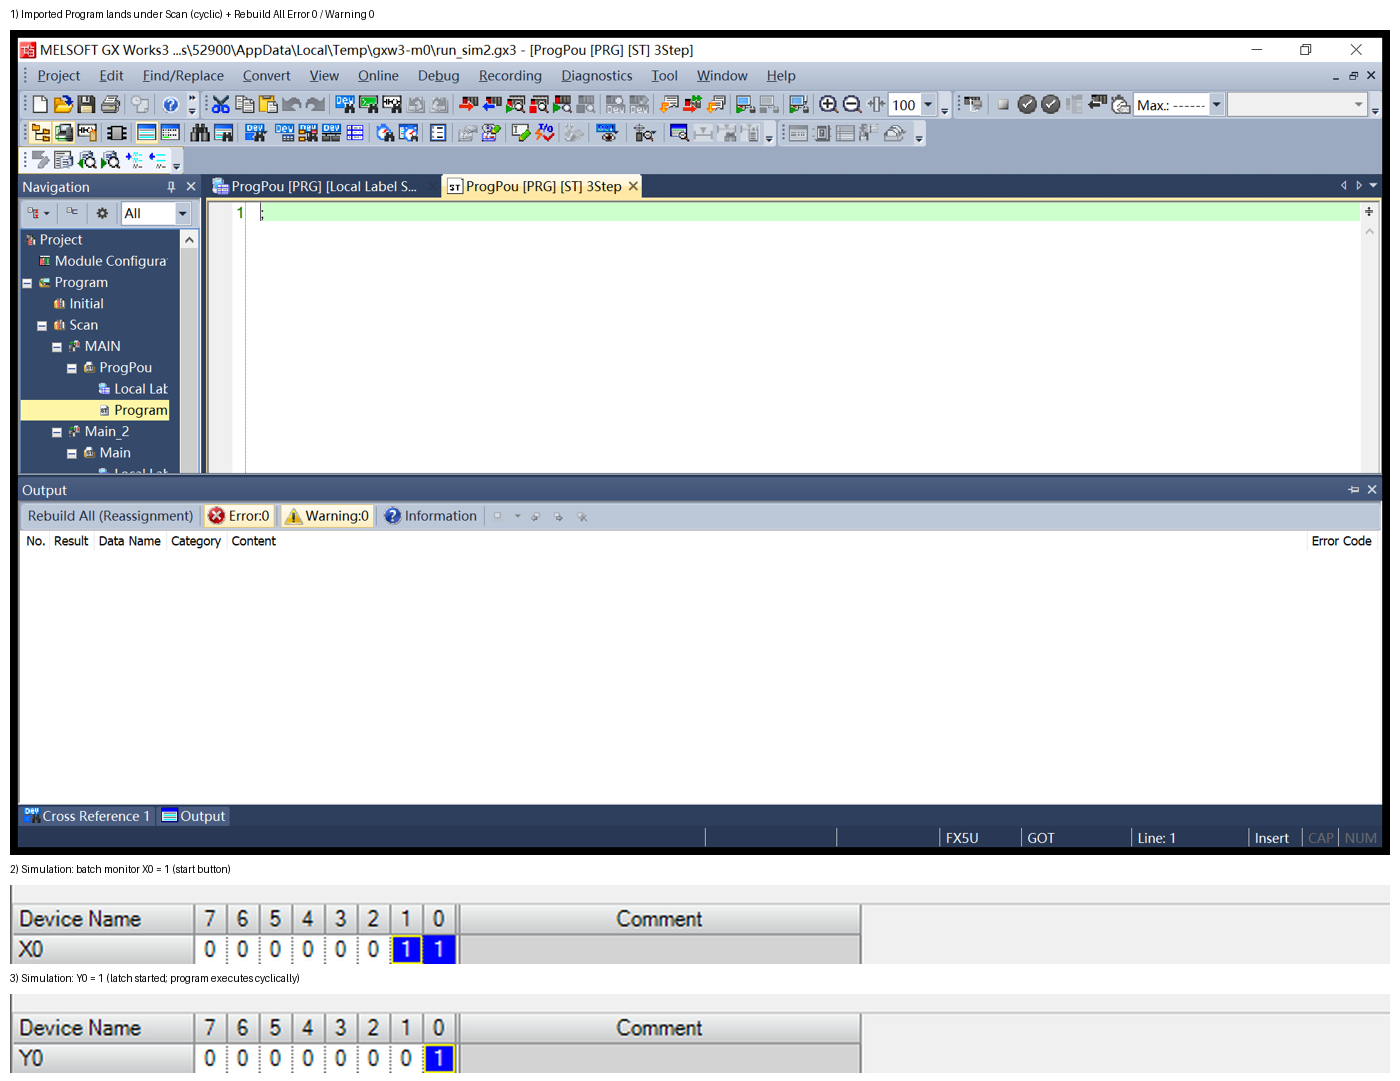 1) Imported Program lands under Scan (cyclic) + Rebuild All Error 0 / Warning 0
MELSOFT GX Works3 ...s\52900\AppData\Local\Temp\gxw3-m0\run_sim2.gx3 - [ProgPou [PRG] [ST] 3Step]
Project Edit Find/Replace Convert View Online Debug Recording Diagnostics Tool Window Help
100 Max.: ------
Navigation
ProgPou [PRG] [Local Label S...
ProgPou [PRG] [ST] 3Step
All
1 ;
Project
Module Configura
Program
Initial
Scan
MAIN
ProgPou
Local Lat
Program
Main_2
Main
Local Lat
Output
Rebuild All (Reassignment) Error:0 Warning:0 Information
No. Result Data Name Category Content Error Code
Cross Reference 1 Output
FX5U GOT Line: 1 Insert CAP NUM
2) Simulation: batch monitor X0 = 1 (start button)
Device Name 7 6 5 4 3 2 1 0 Comment
X0 0 0 0 0 0 0 1 1
3) Simulation: Y0 = 1 (latch started; program executes cyclically)
Device Name 7 6 5 4 3 2 1 0 Comment
Y0 0 0 0 0 0 0 0 1